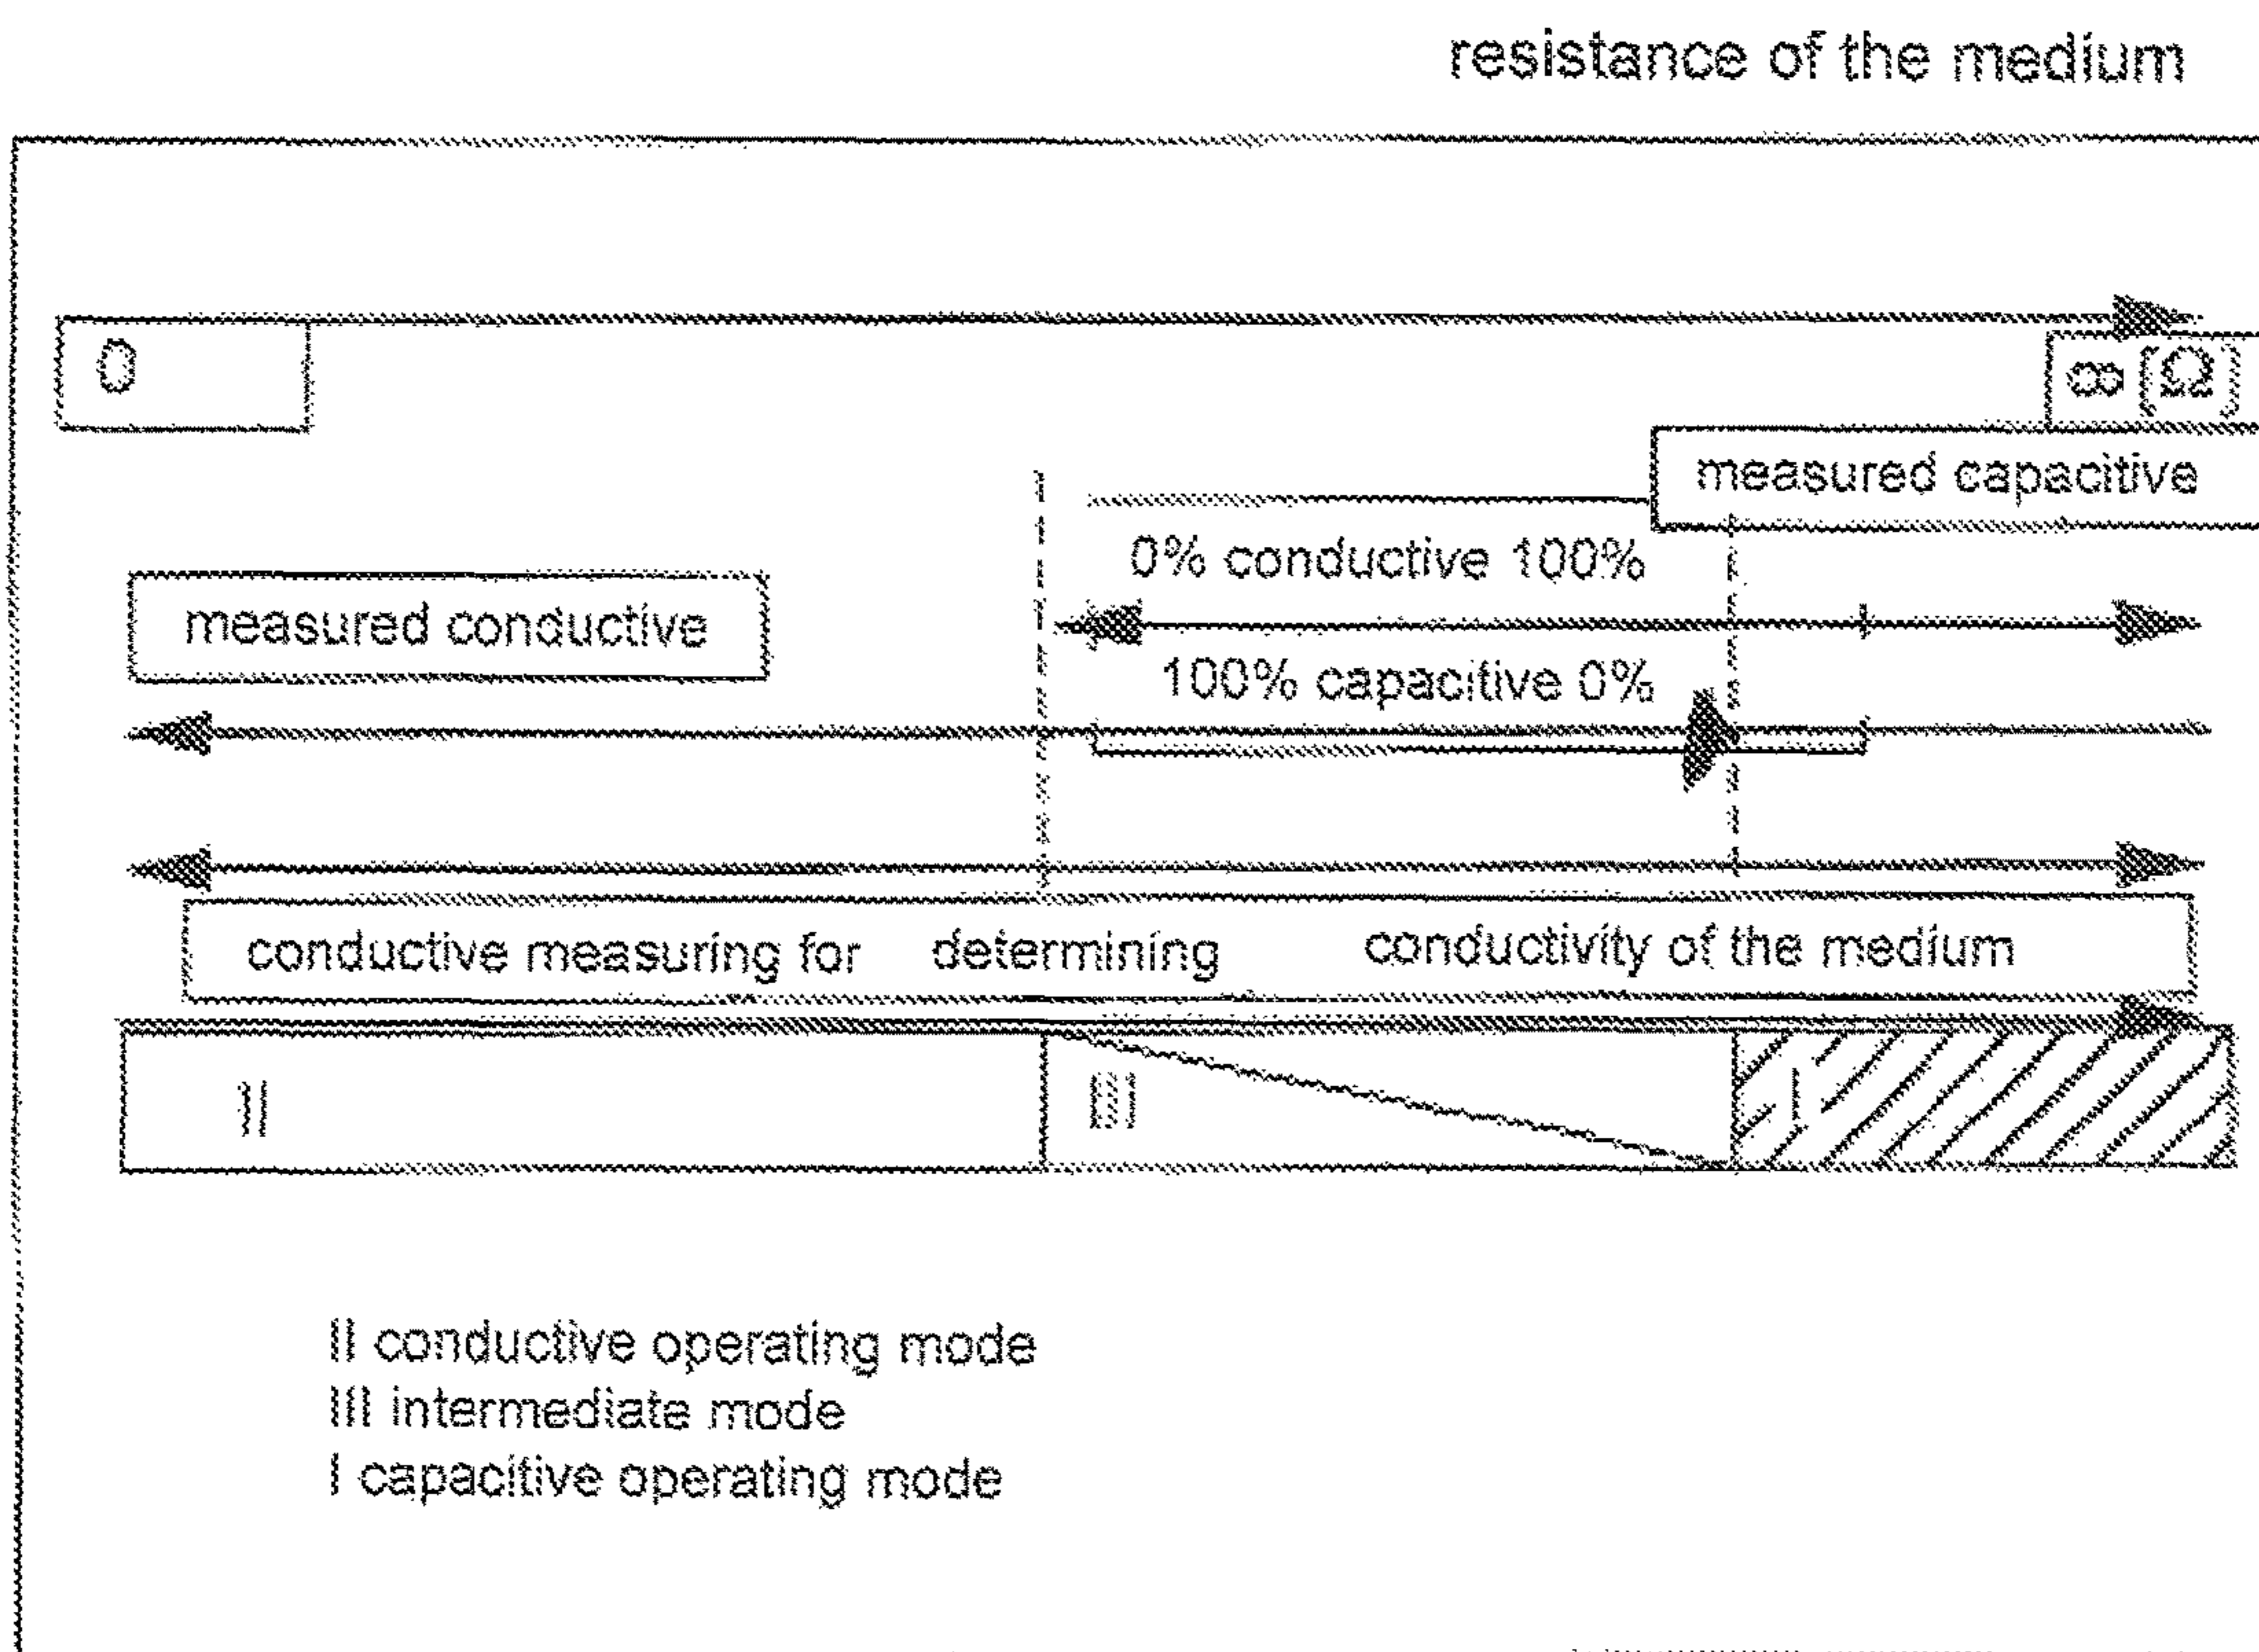 resistance of the medium
0
∞ [Ω]
measured capacitive
0% conductive 100%
measured conductive
100% capacitive 0%
conductive measuring for determining conductivity of the medium
II III I
II conductive operating mode
III intermediate mode
I capacitive operating mode